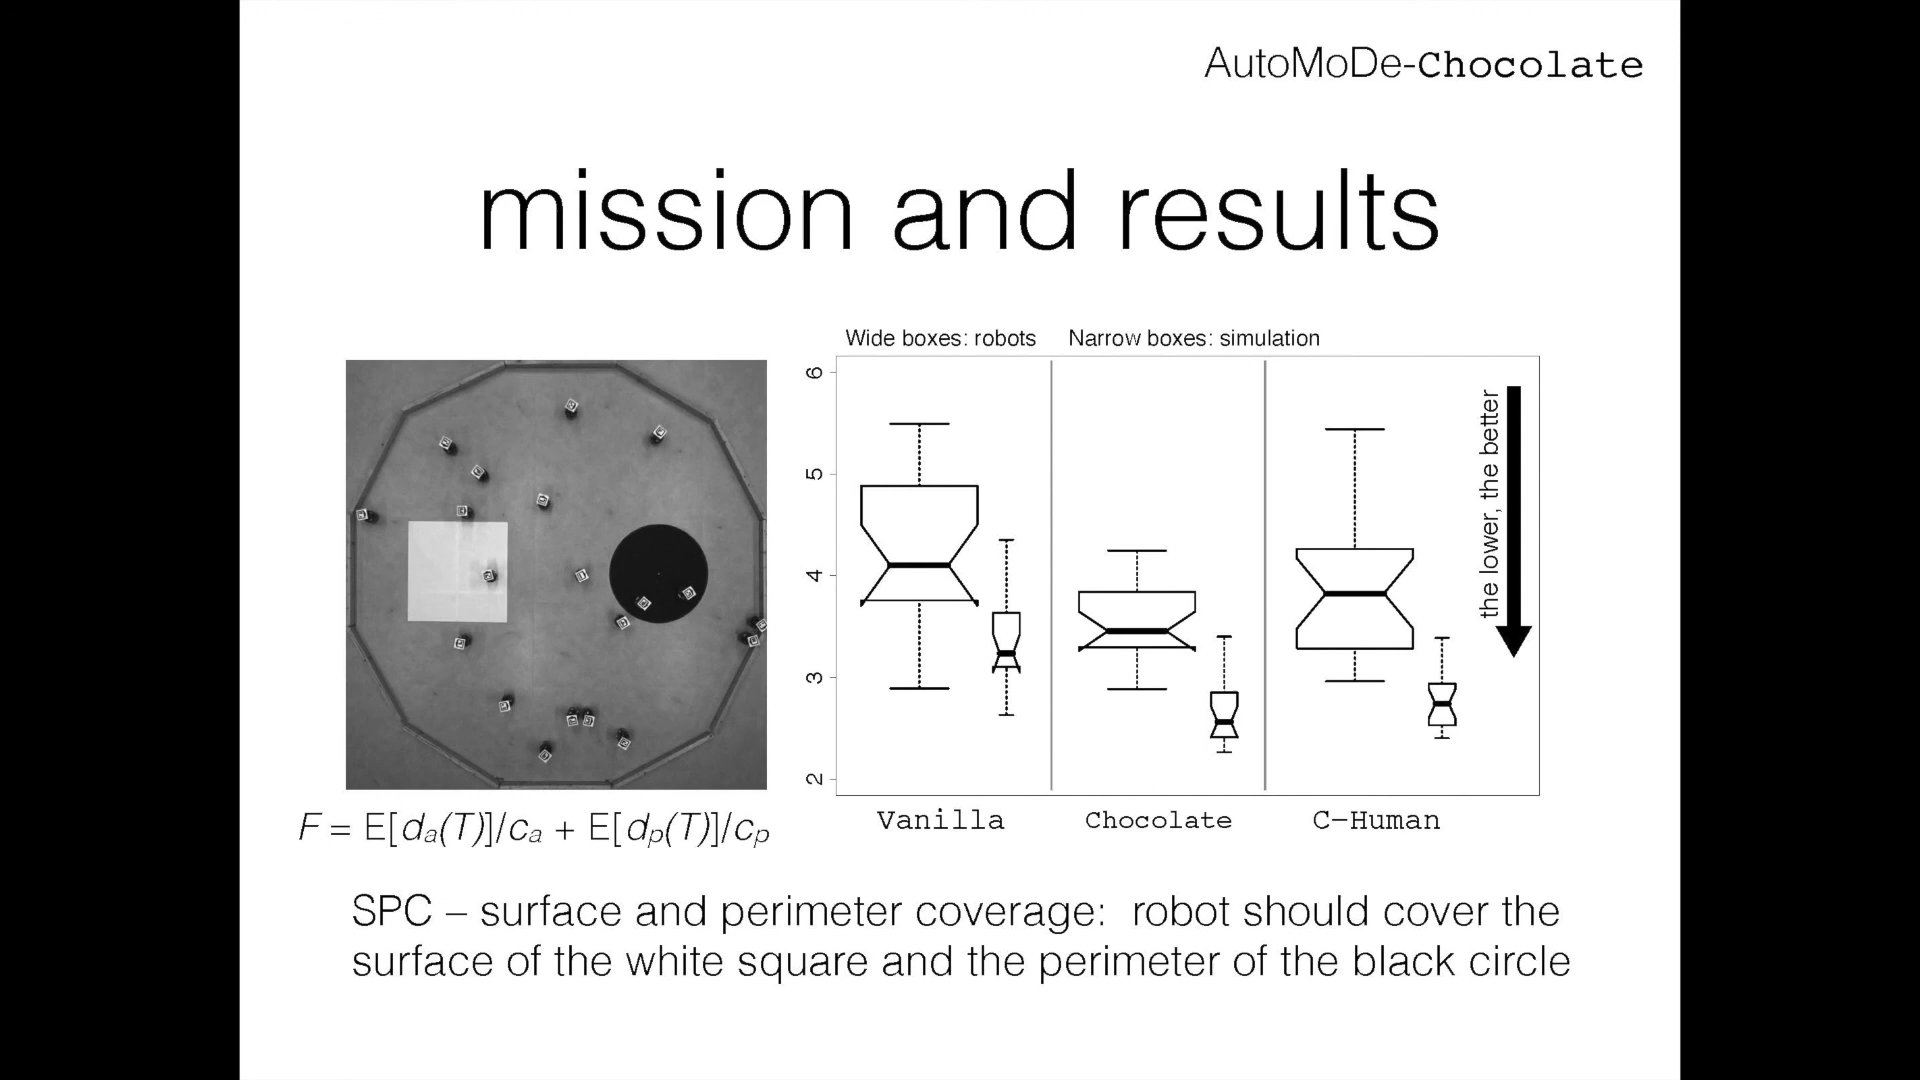 AutoMoDe-Chocolate
mission and results
Wide boxes: robots
Narrow boxes: simulation
6
5
4
3
2
the lower, the better
Vanilla
Chocolate
C-Human
F = E[da(T)]/ca + E[dp(T)]/cp
SPC – surface and perimeter coverage: robot should cover the
surface of the white square and the perimeter of the black circle